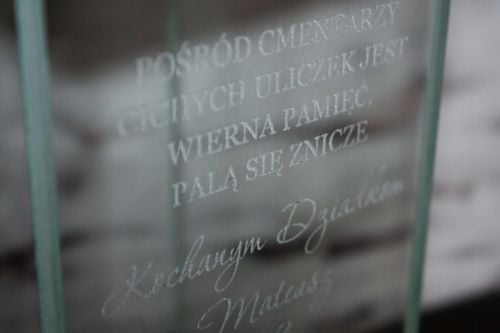 POŚRÓD CMENTARZY
CICHYCH ULICZEK JEST
WIERNA PAMIĘĆ,
PALĄ SIĘ ZNICZE
Kochanym Dziadkom
Mateusz